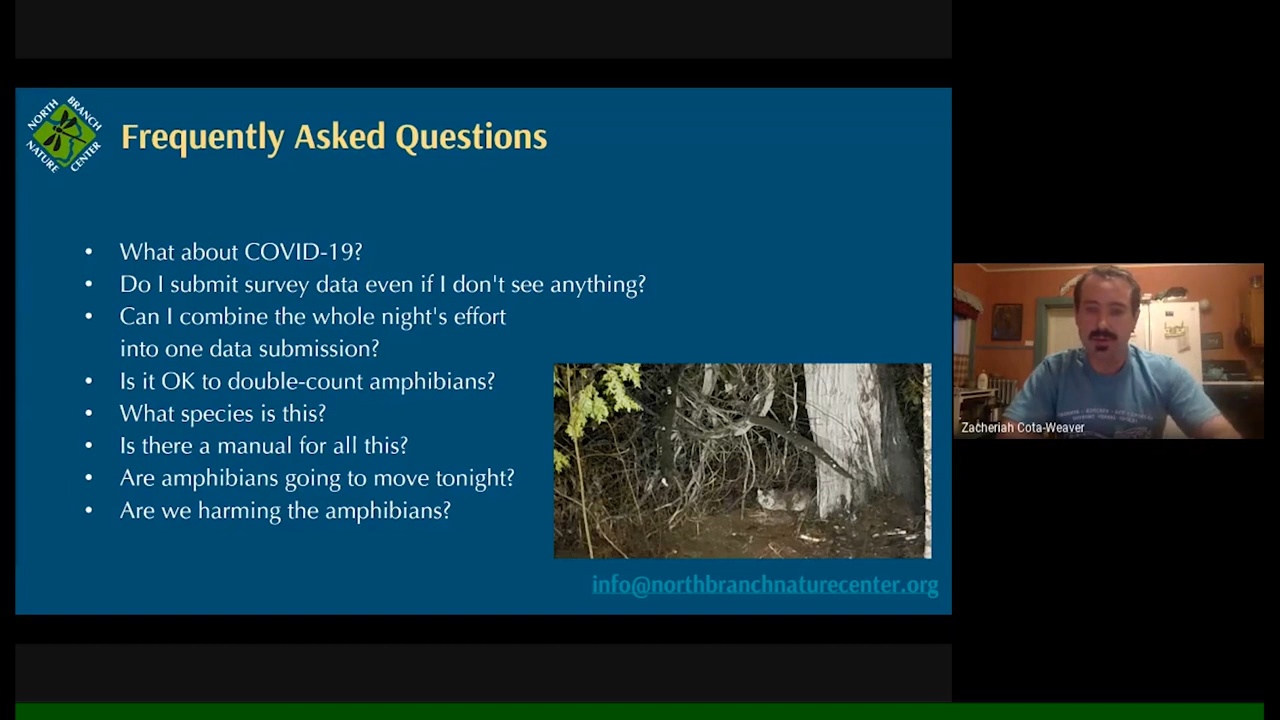 NORTH BRANCH
NATURE CENTER
Frequently Asked Questions
• What about COVID-19?
• Do I submit survey data even if I don't see anything?
• Can I combine the whole night's effort
into one data submission?
• Is it OK to double-count amphibians?
• What species is this?
• Is there a manual for all this?
• Are amphibians going to move tonight?
• Are we harming the amphibians?
info@northbranchnaturecenter.org
Zacheriah Cota-Weaver